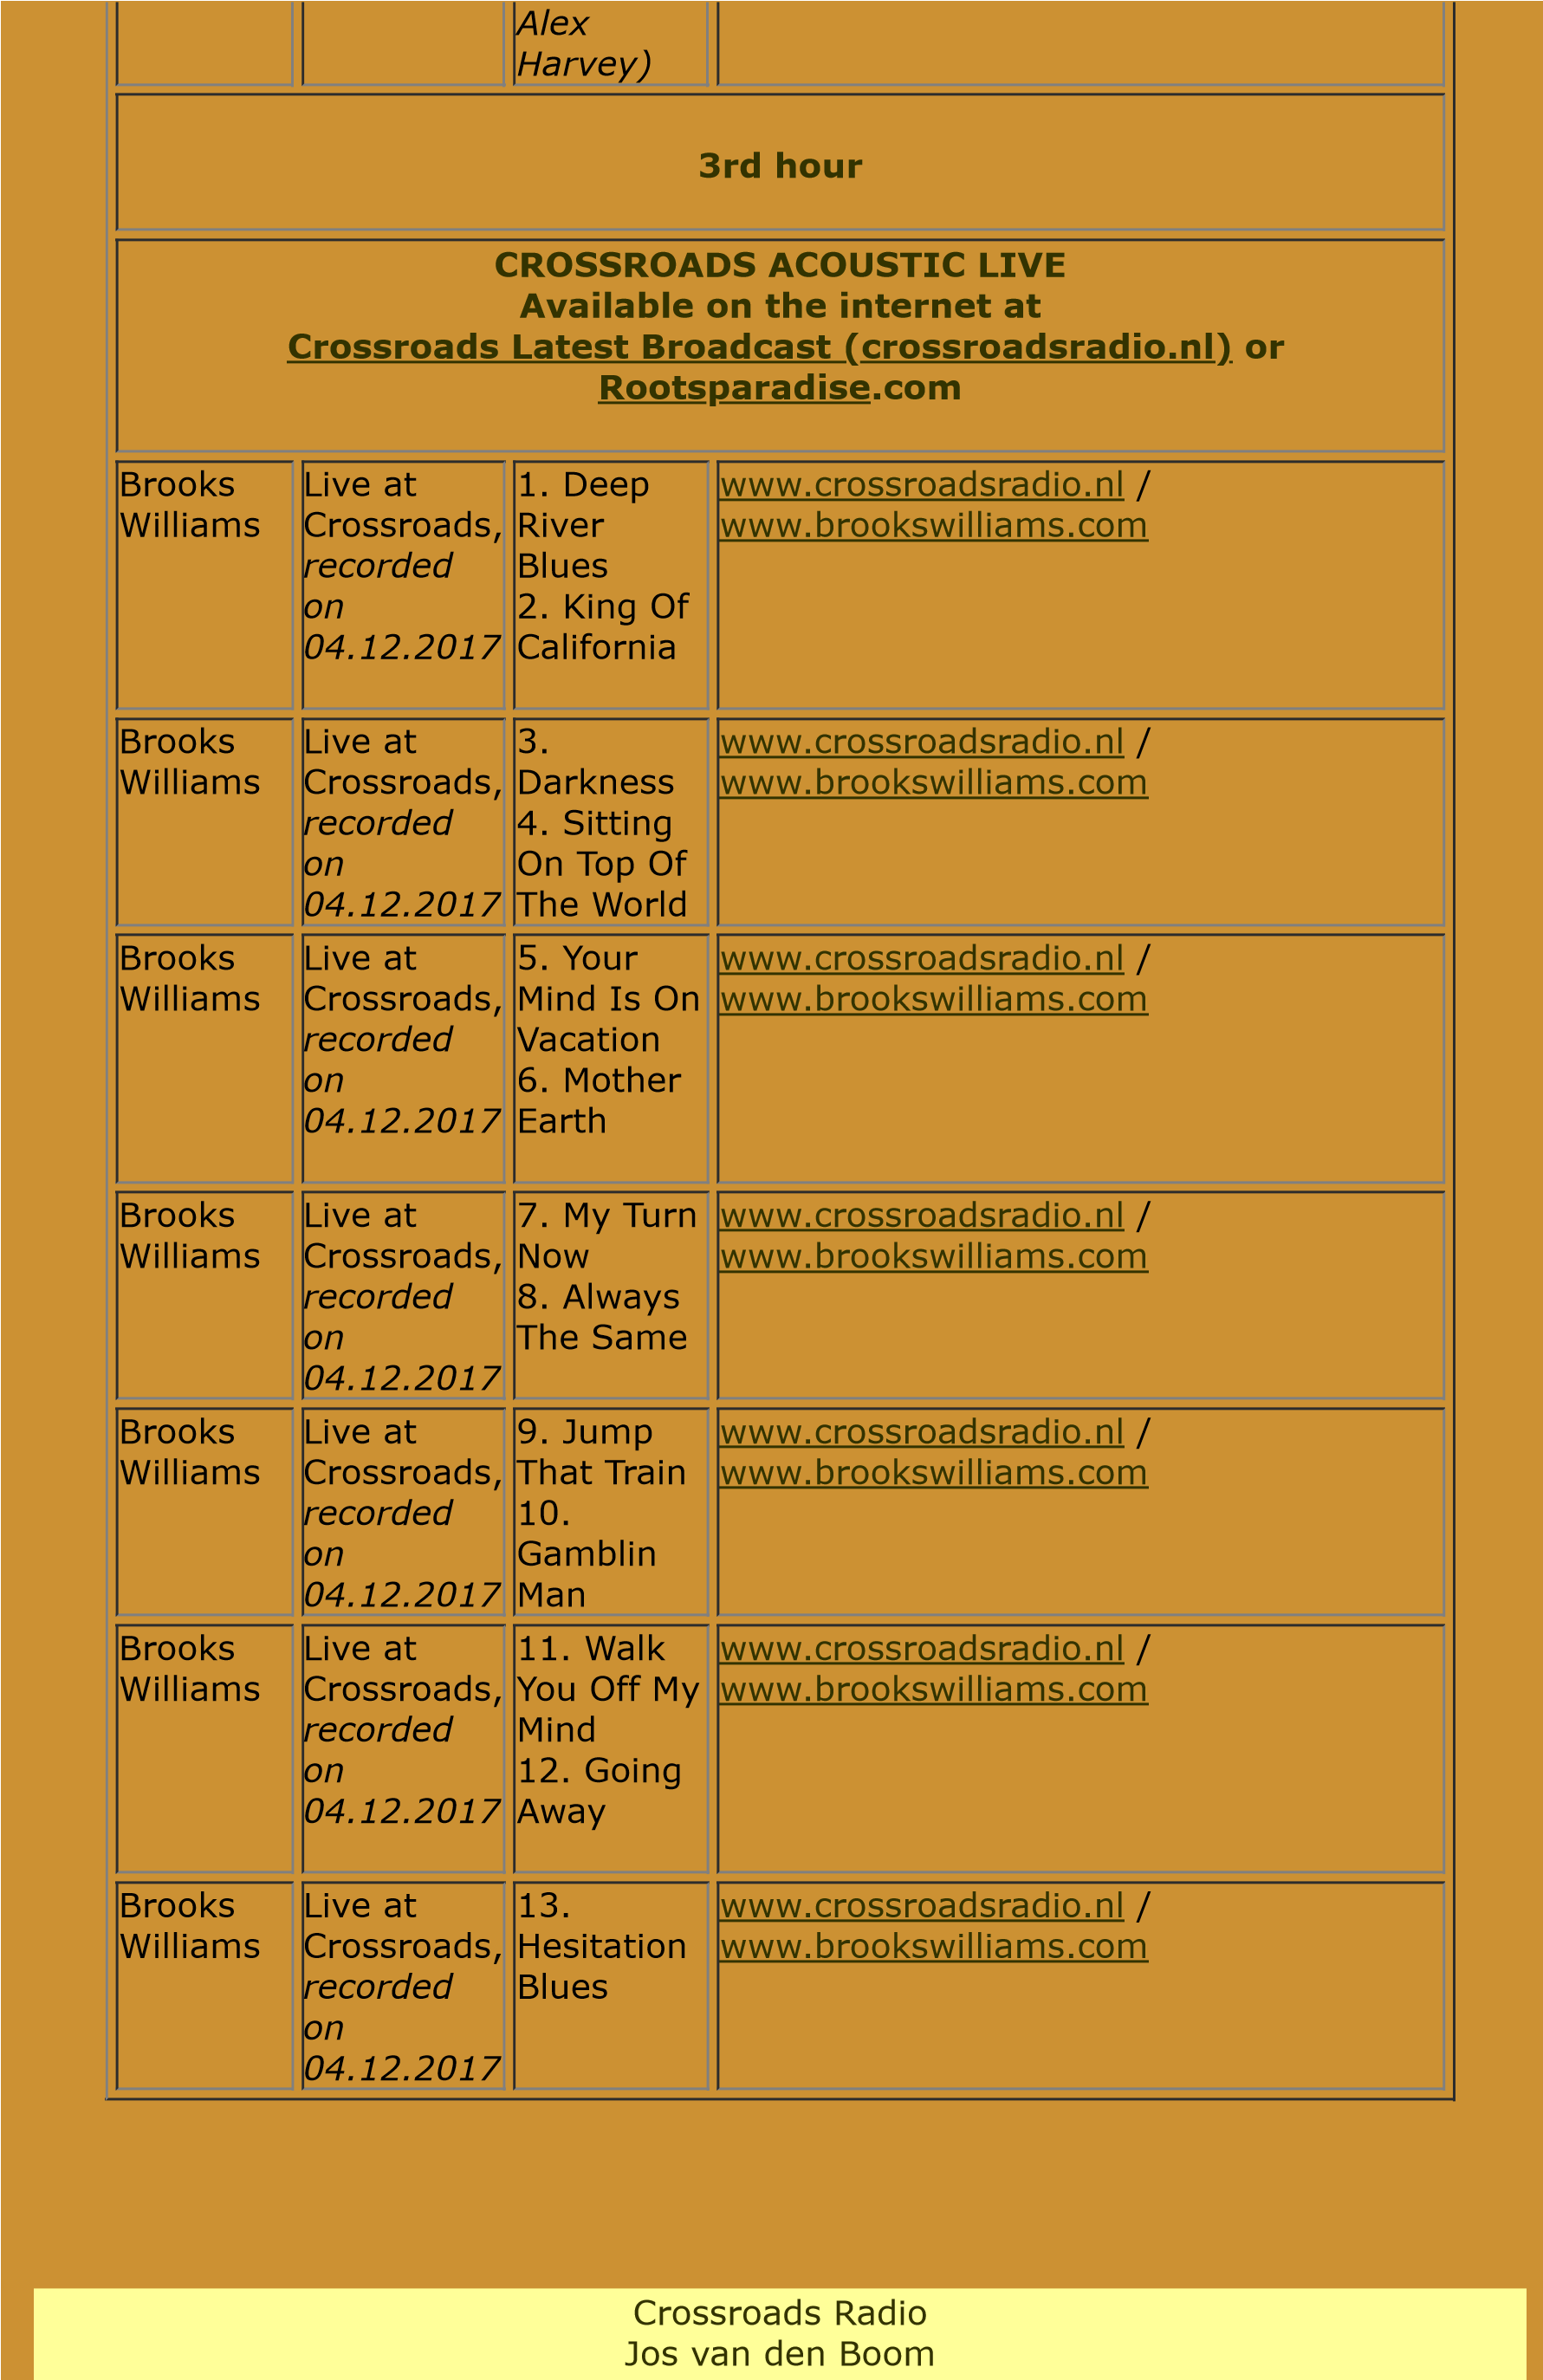 Alex
Harvey)
3rd hour
CROSSROADS ACOUSTIC LIVE
Available on the internet at
Crossroads Latest Broadcast (crossroadsradio.nl) or
Rootsparadise.com
Brooks
Williams
Live at
Crossroads,
recorded
on
04.12.2017
1. Deep
River
Blues
2. King Of
California
www.crossroadsradio.nl /
www.brookswilliams.com
Brooks
Williams
Live at
Crossroads,
recorded
on
04.12.2017
3.
Darkness
4. Sitting
On Top Of
The World
www.crossroadsradio.nl /
www.brookswilliams.com
Brooks
Williams
Live at
Crossroads,
recorded
on
04.12.2017
5. Your
Mind Is On
Vacation
6. Mother
Earth
www.crossroadsradio.nl /
www.brookswilliams.com
Brooks
Williams
Live at
Crossroads,
recorded
on
04.12.2017
7. My Turn
Now
8. Always
The Same
www.crossroadsradio.nl /
www.brookswilliams.com
Brooks
Williams
Live at
Crossroads,
recorded
on
04.12.2017
9. Jump
That Train
10.
Gamblin
Man
www.crossroadsradio.nl /
www.brookswilliams.com
Brooks
Williams
Live at
Crossroads,
recorded
on
04.12.2017
11. Walk
You Off My
Mind
12. Going
Away
www.crossroadsradio.nl /
www.brookswilliams.com
Brooks
Williams
Live at
Crossroads,
recorded
on
04.12.2017
13.
Hesitation
Blues
www.crossroadsradio.nl /
www.brookswilliams.com
Crossroads Radio
Jos van den Boom